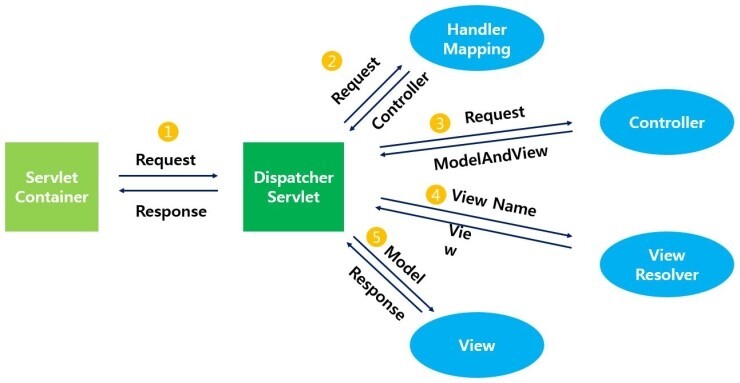 Handler
Mapping
2
Request
Controller
1
Request
Response
Servlet
Container
Dispatcher
Servlet
3
Request
ModelAndView
Controller
4
View Name
Vie
w
View
Resolver
5
Model
Response
View